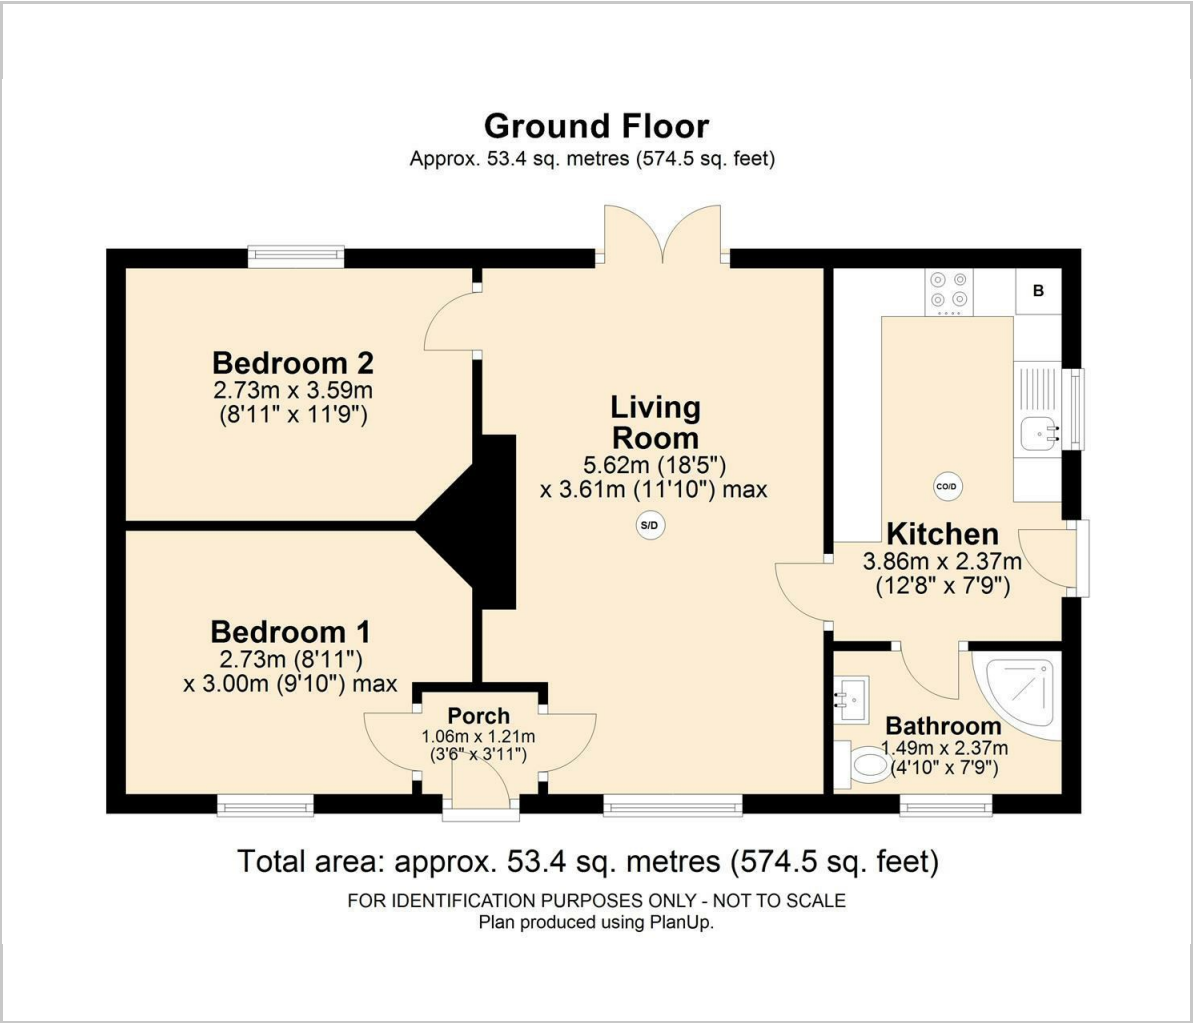 Ground Floor
Approx. 53.4 sq. metres (574.5 sq. feet)
B
Bedroom 2
2.73m x 3.59m
(8'11" x 11'9")
Living
Room
5.62m (18'5")
x 3.61m (11'10") max
S/D
CO/D
Kitchen
3.86m x 2.37m
(12'8" x 7'9")
Bedroom 1
2.73m (8'11")
x 3.00m (9'10") max
Porch
1.06m x 1.21m
(3'6" x 3'11")
Bathroom
1.49m x 2.37m
(4'10" x 7'9")
Total area: approx. 53.4 sq. metres (574.5 sq. feet)
FOR IDENTIFICATION PURPOSES ONLY - NOT TO SCALE
Plan produced using PlanUp.